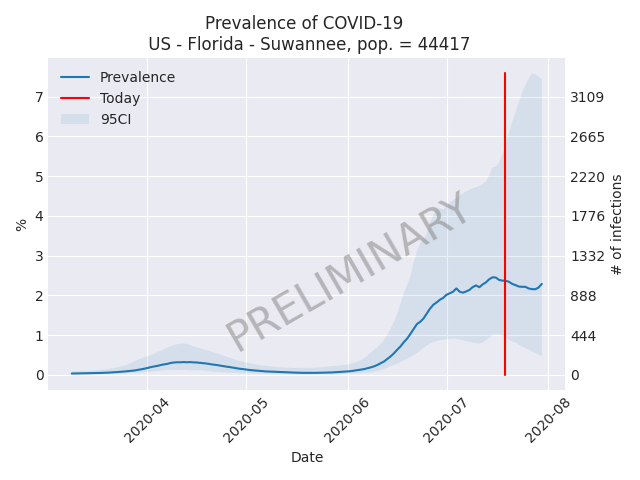 Prevalence of COVID-19
US - Florida - Suwannee, pop. = 44417
Prevalence
Today
95CI
7
6
5
4
3
2
1
0
%
3109
2665
2220
1776
1332
888
444
0
# of infections
PRELIMINARY
2020-04
2020-05
2020-06
2020-07
2020-08
Date